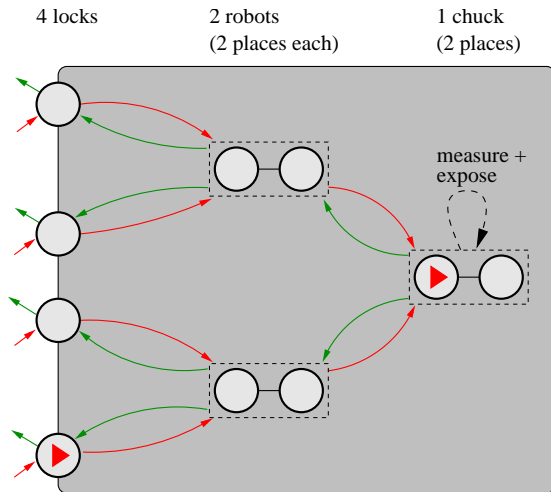 4 locks
2 robots
(2 places each)
1 chuck
(2 places)
measure +
expose